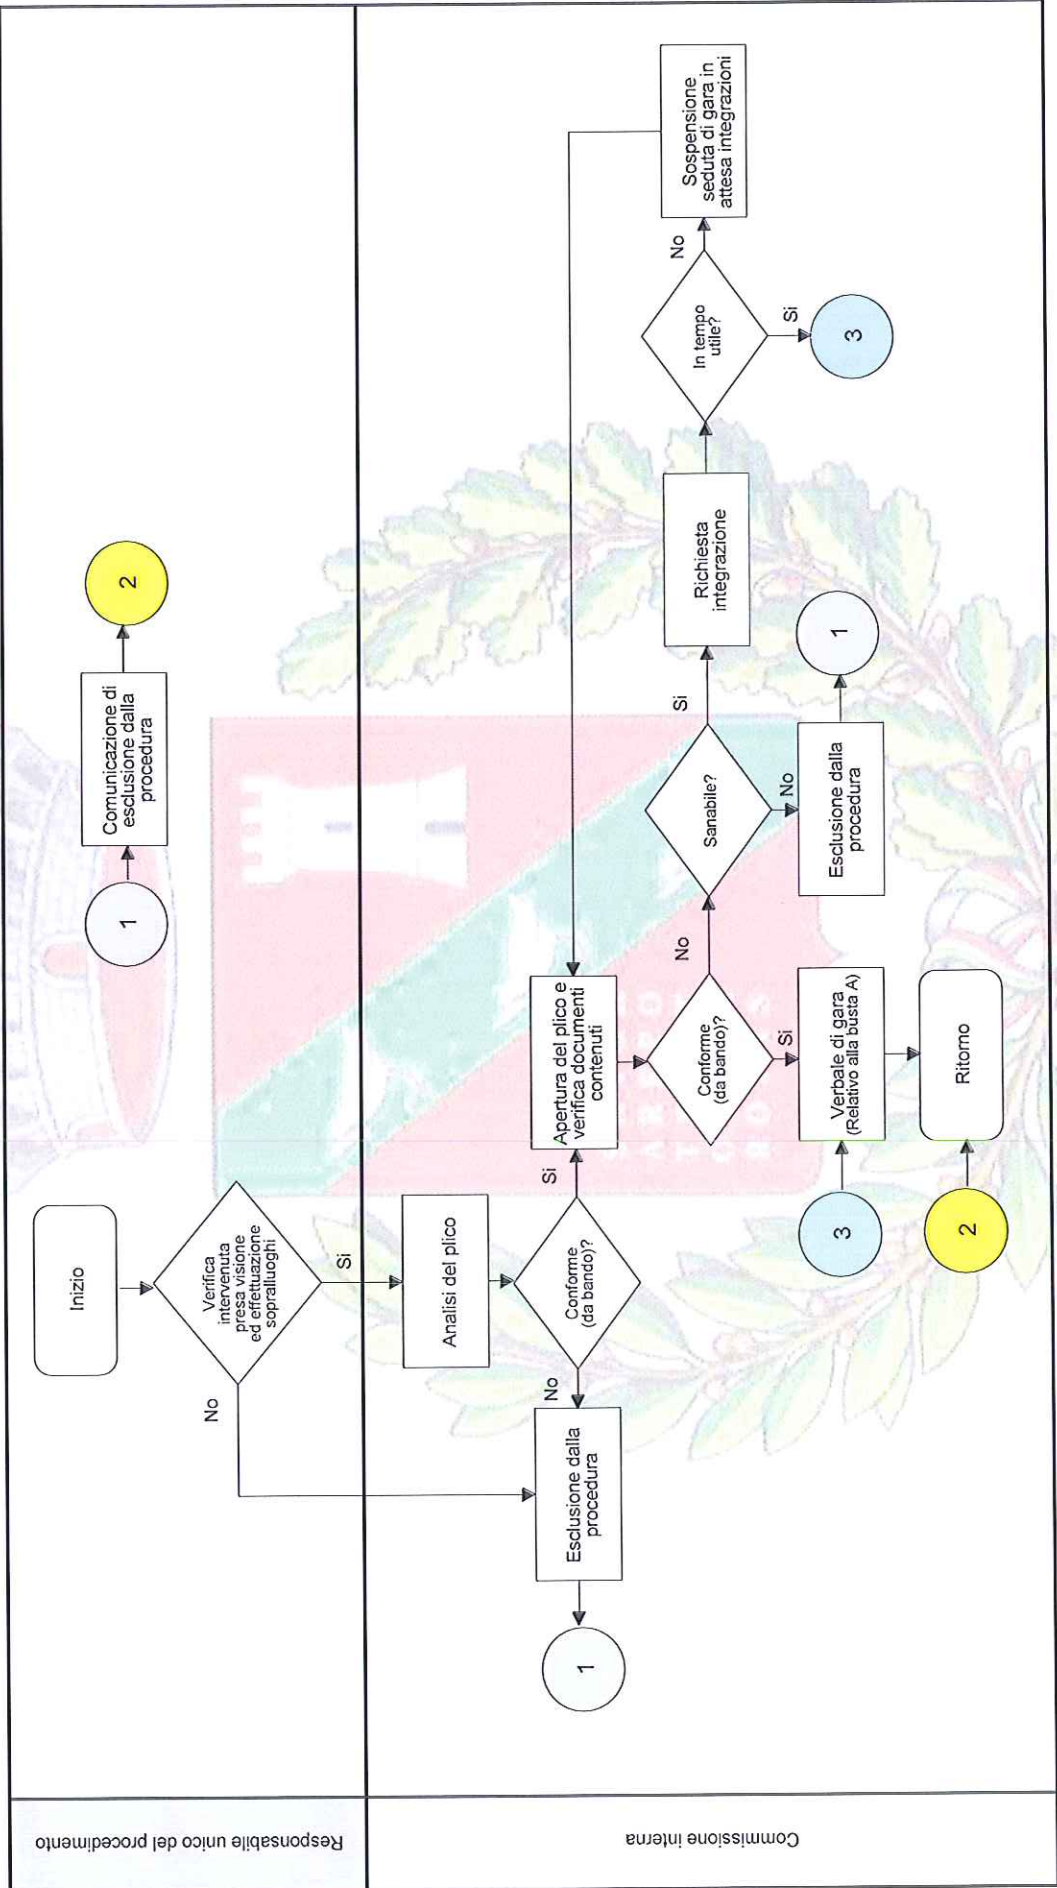 Responsabile unico del procedimento
Inizio
Verifica
intervenuta
presa visione
ed effettuazione
sopralluoghi
No
Si
1
Comunicazione di
esclusione dalla
procedura
2
Commissione interna
Analisi del plico
Conforme
(da bando)?
No
Si
Esclusione dalla
procedura
1
Apertura del plico e
verifica documenti
contenuti
Conforme
(da bando)?
No
Si
Sanabile?
Si
No
Richiesta
integrazione
In tempo
utile?
No
Si
Sospensione
seduta di gara in
attesa integrazioni
3
Esclusione dalla
procedura
1
3
Verbale di gara
(Relativo alla busta A)
2
Ritorno